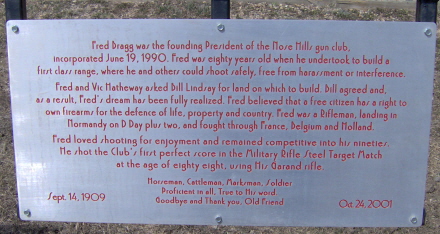 Fred Bragg was the founding President of the Mose Mills gun club,
incorporated June 19, 1990. Fred was eighty years old when he undertook to build a
first class range, where he and others could shoot safely, free from harassment or interference.
Fred and Vic Matheway asked Bill Lindsay for land on which to build. Bill agreed and,
as a result, Fred's dream has been fully realized. Fred believed that a free citizen has a right to
own firearms for the defence of life, property and country. Fred was a Rifleman, landing in
Normandy on D Day plus two, and fought through France, Belgium and Holland.
Fred loved shooting for enjoyment and remained competitive into his nineties.
He shot the Club's first perfect score in the Military Rifle Steel Target Match
at the age of eighty eight, using His Garand rifle.
Horseman, Cattleman, Marksman, Soldier
Proficient in all, True to His word.
Sept. 14, 1909 Goodbye and Thank you, Old Friend Oct 24, 2001